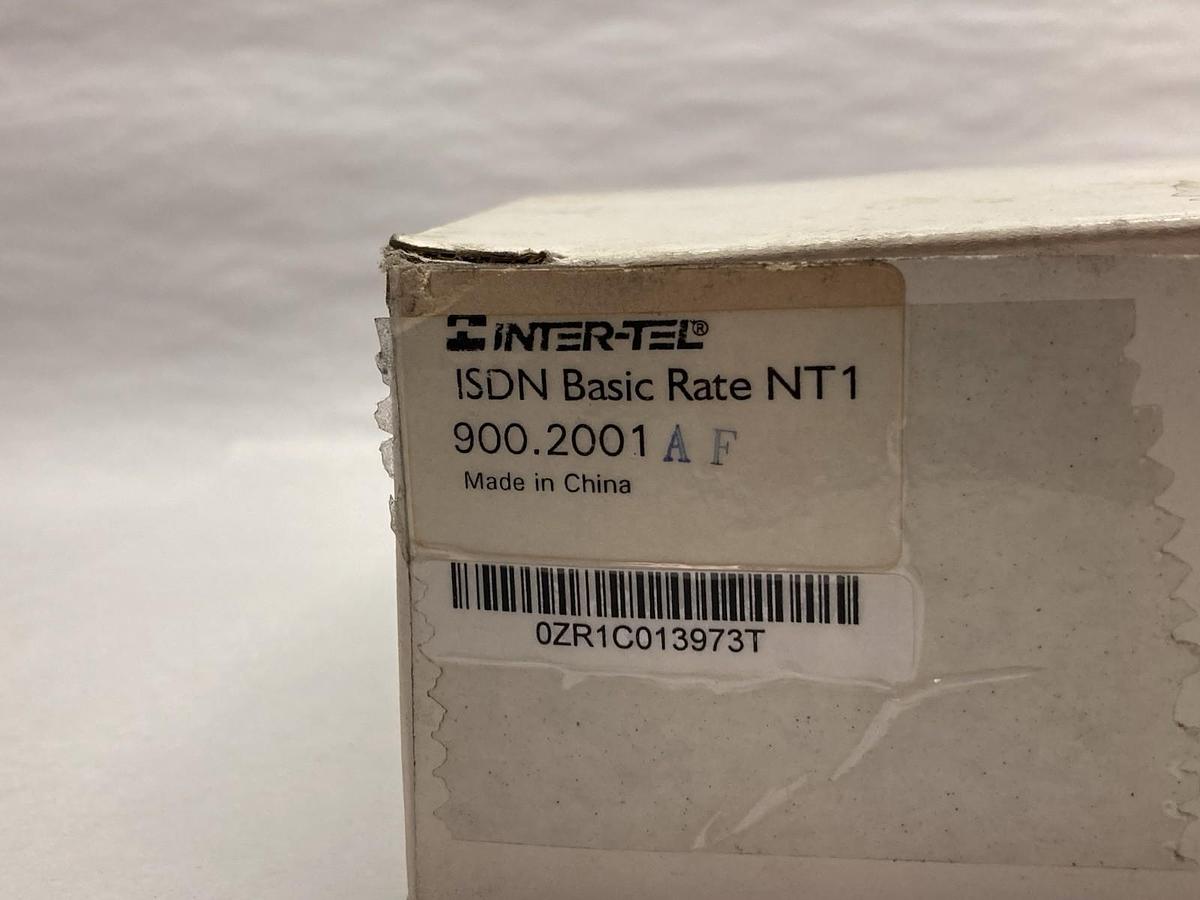 INTER-TEL®
ISDN Basic Rate NT1
900.2001 A F
Made in China
0ZR1C013973T